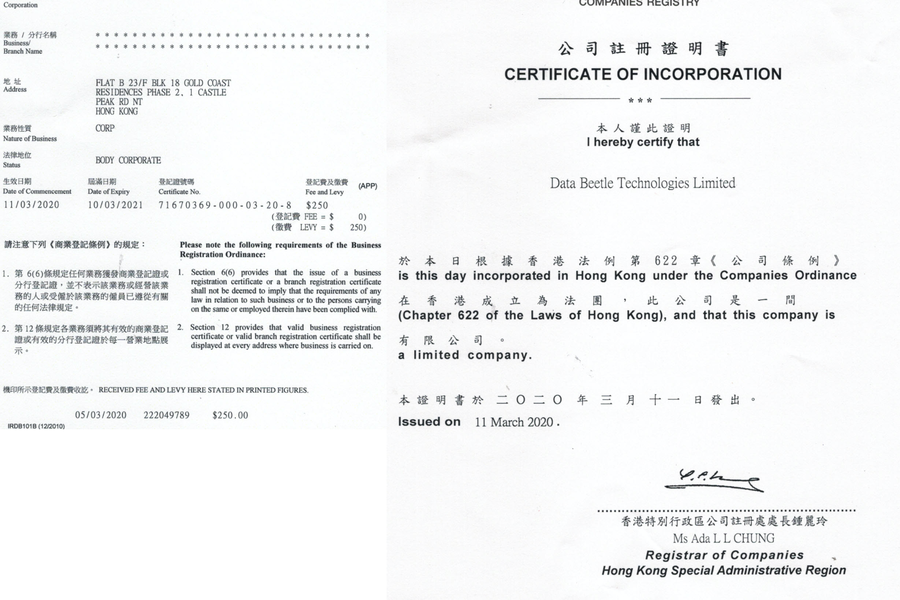 Corporation
業務 / 分行名稱
Business/
Branch Name
* * * * * * * * * * * * * * * * * * * * * * * * * * * * * *
* * * * * * * * * * * * * * * * * * * * * * * * * * * * * *
地 址
Address
FLAT B 23/F BLK 18 GOLD COAST
RESIDENCES PHASE 2, 1 CASTLE
PEAK RD NT
HONG KONG
業務性質
Nature of Business
CORP
法律地位
Status
BODY CORPORATE
生效日期
Date of Commencement
屆滿日期
Date of Expiry
登記證號碼
Certificate No.
登記費及徵費
Fee and Levy
(APP)
11/03/2020 10/03/2021 71670369-000-03-20-8 $250
(登記費 FEE = $ 0)
(徵費 LEVY = $ 250)
請注意下列《商業登記條例》的規定：
1. 第 6(6)條規定任何業務獲發商業登記證或
分行登記證，並不表示該業務或經營該業
務的人或受僱於該業務的僱員已遵從有關
的任何法律規定。
2. 第12條規定各業務須將其有效的商業登記
證或有效的分行登記證於每一營業地點展
示。
Please note the following requirements of the Business
Registration Ordinance:
1. Section 6(6) provides that the issue of a business
registration certificate or a branch registration certificate
shall not be deemed to imply that the requirements of any
law in relation to such business or to the persons carrying
on the same or employed therein have been complied with.
2. Section 12 provides that valid business registration
certificate or valid branch registration certificate shall be
displayed at every address where business is carried on.
機印所示登記費及徵費收訖。 RECEIVED FEE AND LEVY HERE STATED IN PRINTED FIGURES.
05/03/2020 222049789 $250.00
IRDB101B (12/2010)
COMPANIES REGISTRY
公司註冊證明書
CERTIFICATE OF INCORPORATION
***
本人謹此證明
I hereby certify that
Data Beetle Technologies Limited
於本日根據香港法例第622章《公司條例》
is this day incorporated in Hong Kong under the Companies Ordinance
在香港成立為法團，此公司是一間
(Chapter 622 of the Laws of Hong Kong), and that this company is
有限公司。
a limited company.
本證明書於二〇二〇年三月十一日發出。
Issued on 11 March 2020 .
香港特別行政區公司註冊處處長鍾麗玲
Ms Ada L L CHUNG
Registrar of Companies
Hong Kong Special Administrative Region